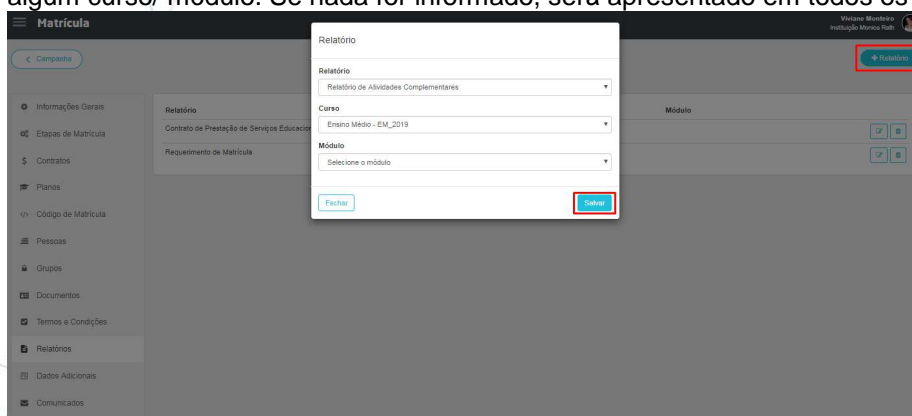 algum curso/ módulo. Se nada for informado, será apresentado em todos os
Matrícula
Viviane Monteiro
Instituição Monica Rath
Campanha
+ Relatório
Informações Gerais
Etapas de Matrícula
Contratos
Planos
Código de Matrícula
Pessoas
Grupos
Documentos
Termos e Condições
Relatórios
Dados Adicionais
Comunicados
Relatório
Módulo
Contrato de Prestação de Serviços Educacion
Requerimento de Matrícula
Relatório
Relatório
Relatório de Atividades Complementares
Curso
Ensino Médio - EM_2019
Módulo
Selecione o módulo
Fechar
Salvar